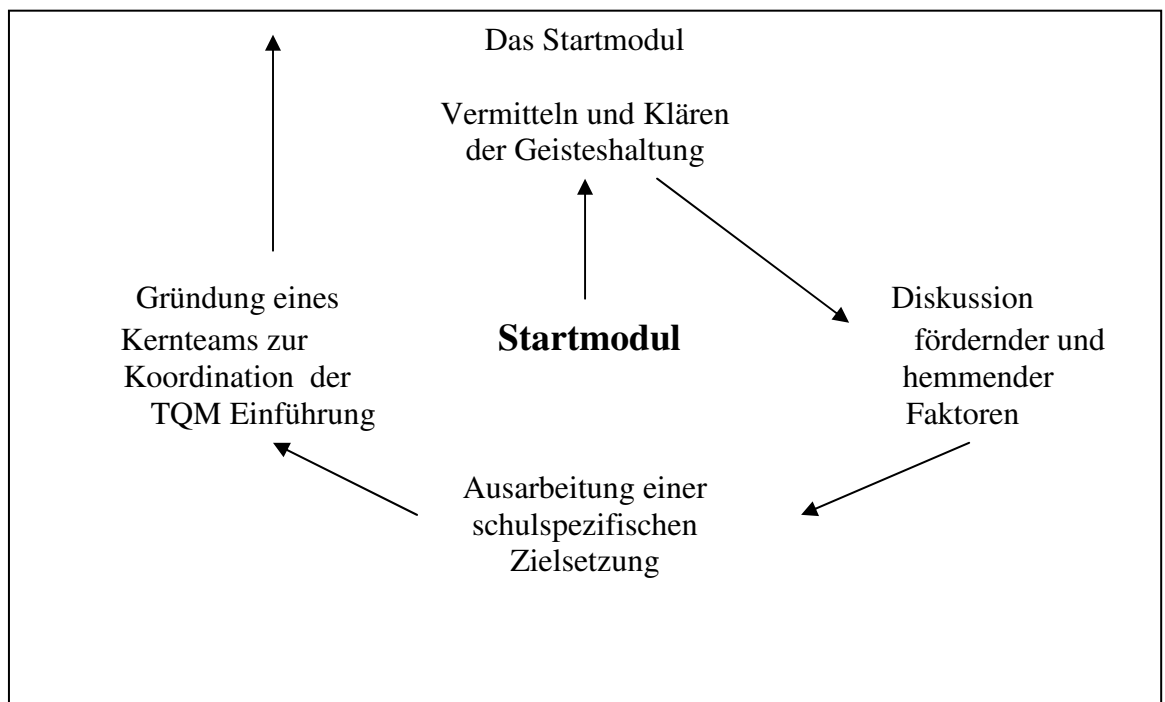 Das Startmodul
Vermitteln und Klären
der Geisteshaltung
Startmodul
Diskussion
fördernder und
hemmender
Faktoren
Ausarbeitung einer
schulspezifischen
Zielsetzung
Gründung eines
Kernteams zur
Koordination der
TQM Einführung